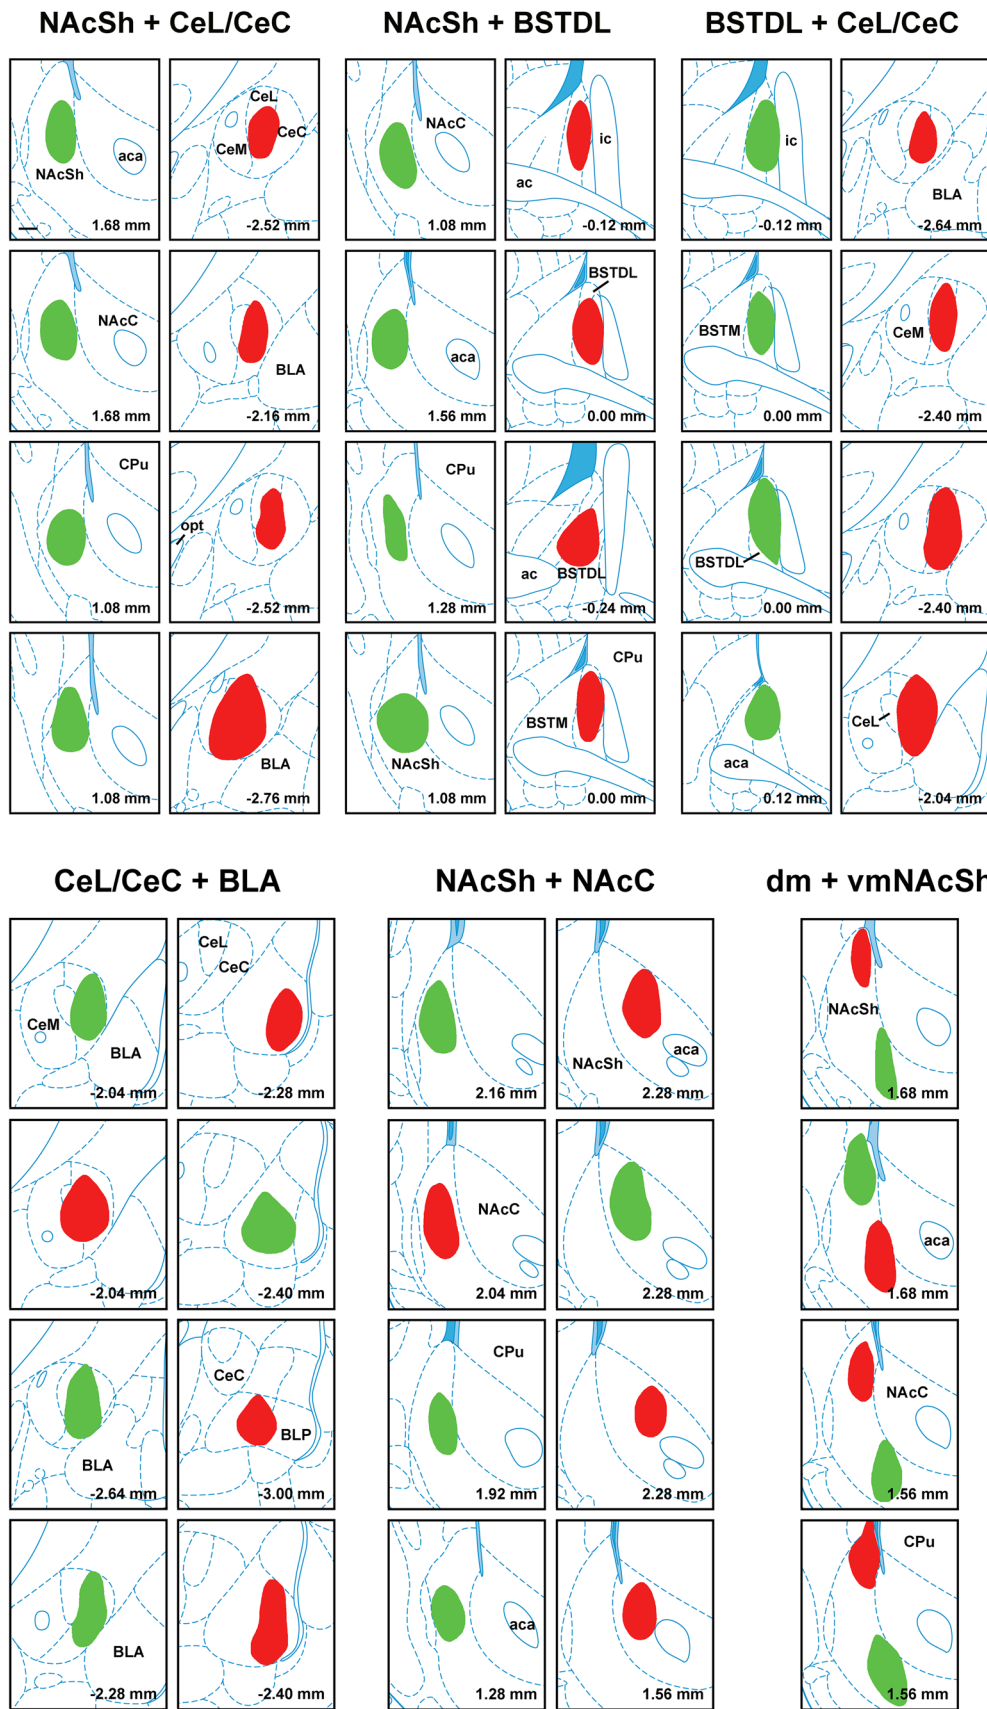 NAcSh + CeL/CeC
NAcSh + BSTDL
BSTDL + CeL/CeC
NAcSh
aca
1.68 mm
CeL
CeC
CeM
-2.52 mm
NAcC
1.08 mm
ic
ac
-0.12 mm
ic
-0.12 mm
BLA
-2.64 mm
NAcC
1.68 mm
BLA
-2.16 mm
aca
1.56 mm
BSTDL
0.00 mm
BSTM
0.00 mm
CeM
-2.40 mm
CPu
1.08 mm
opt
-2.52 mm
CPu
1.28 mm
ac
BSTDL
-0.24 mm
BSTDL
0.00 mm
-2.40 mm
1.08 mm
BLA
-2.76 mm
NAcSh
1.08 mm
CPu
BSTM
0.00 mm
aca
0.12 mm
CeL
-2.04 mm
CeL/CeC + BLA
NAcSh + NAcC
dm + vmNAcSh
CeM
BLA
-2.04 mm
CeL
CeC
-2.28 mm
2.16 mm
NAcSh
aca
2.28 mm
NAcSh
1.68 mm
-2.04 mm
-2.40 mm
NAcC
2.04 mm
2.28 mm
aca
1.68 mm
BLA
-2.64 mm
CeC
BLP
-3.00 mm
CPu
1.92 mm
2.28 mm
NAcC
1.56 mm
BLA
-2.28 mm
-2.40 mm
aca
1.28 mm
1.56 mm
CPu
1.56 mm